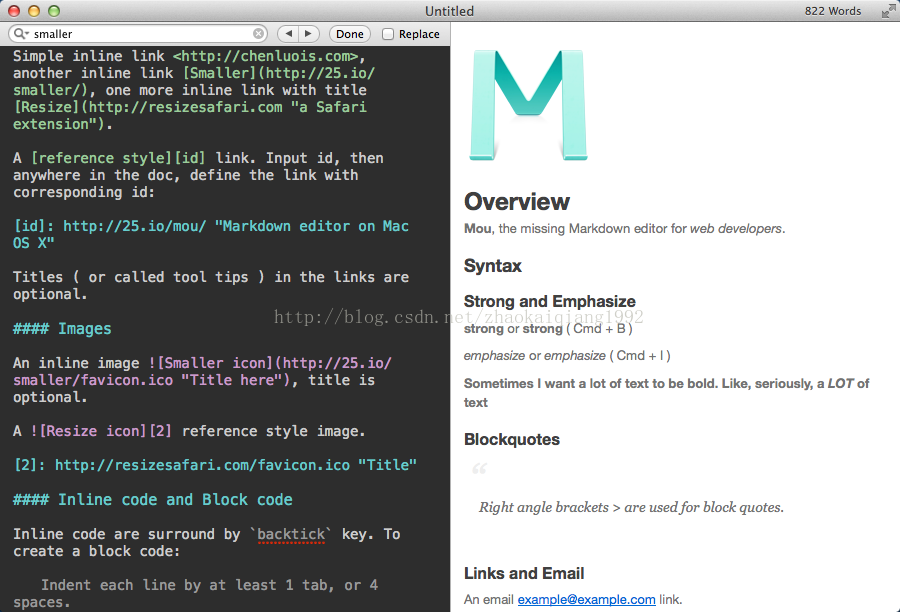 Untitled
822 Words
smaller
Done
Replace
Simple inline link <http://chenluois.com>,
another inline link [Smaller](http://25.io/
smaller/), one more inline link with title
[Resize](http://resizesafari.com "a Safari
extension").
A [reference style][id] link. Input id, then
anywhere in the doc, define the link with
corresponding id:
[id]: http://25.io/mou/ "Markdown editor on Mac
OS X"
Titles ( or called tool tips ) in the links are
optional.
#### Images
An inline image ![Smaller icon](http://25.io/
smaller/favicon.ico "Title here"), title is
optional.
A ![Resize icon][2] reference style image.
[2]: http://resizesafari.com/favicon.ico "Title"
#### Inline code and Block code
Inline code are surround by `backtick` key. To
create a block code:
Indent each line by at least 1 tab, or 4
spaces.
M
Overview
Mou, the missing Markdown editor for web developers.
Syntax
Strong and Emphasize
strong or strong ( Cmd + B )
emphasize or emphasize ( Cmd + I )
Sometimes I want a lot of text to be bold. Like, seriously, a LOT of
text
Blockquotes
“
Right angle brackets > are used for block quotes.
Links and Email
An email example@example.com link.
http://blog.csdn.net/zhaokaiqiang1992